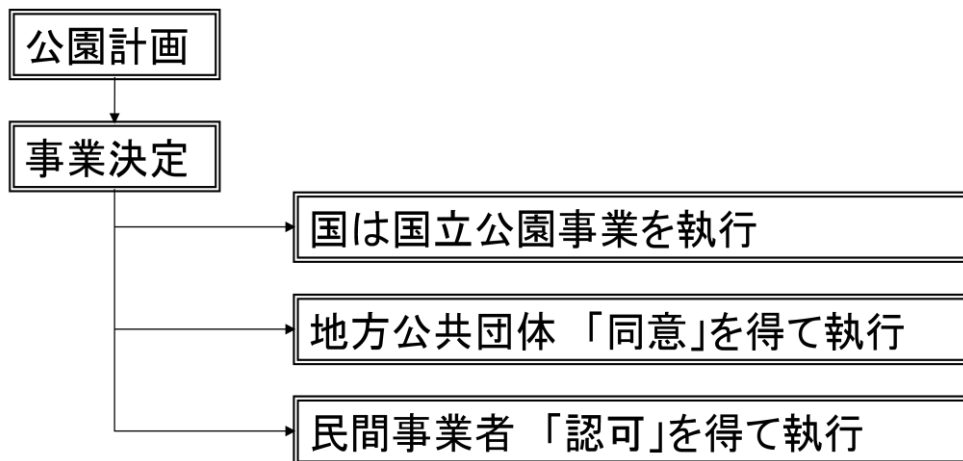 公園計画
事業決定
国は国立公園事業を執行
地方公共団体 「同意」を得て執行
民間事業者 「認可」を得て執行